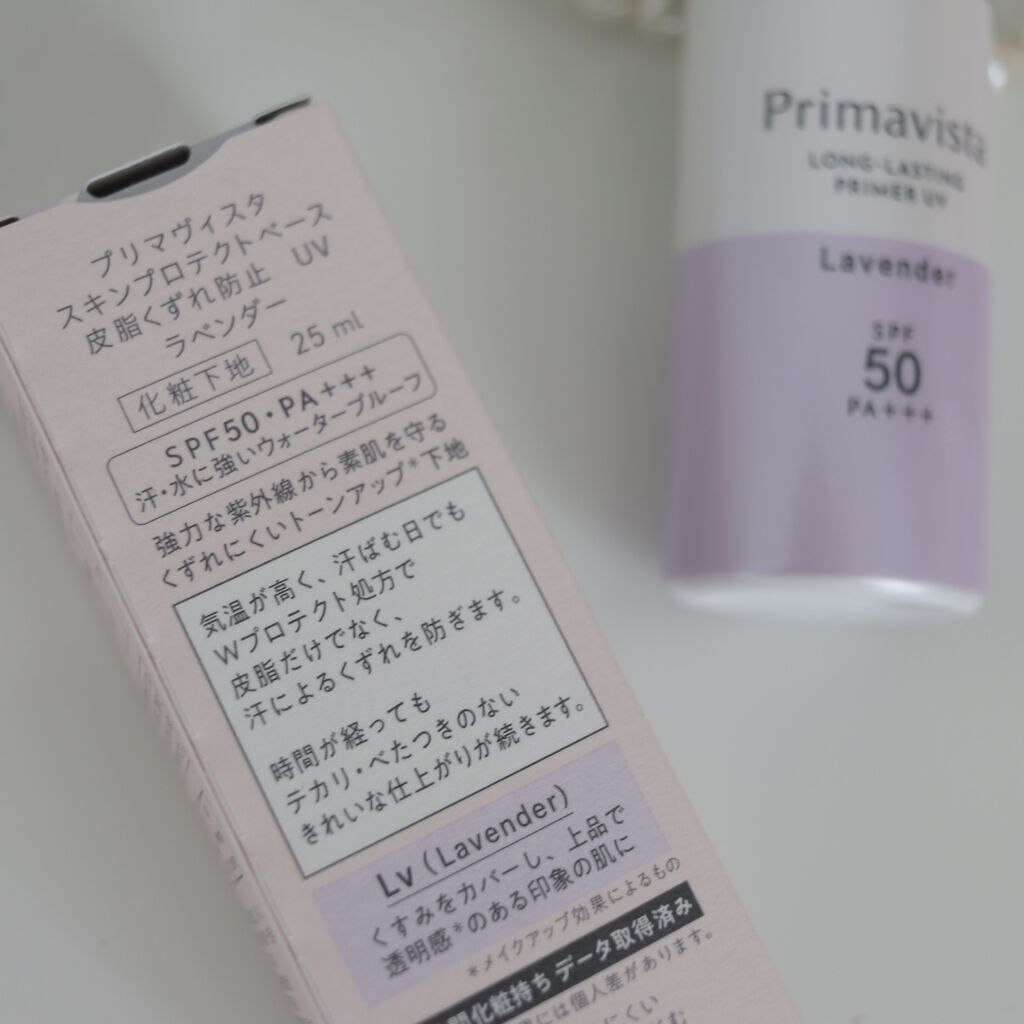 プリマヴィスタ
スキンプロテクトベース
皮脂くずれ防止 UV
ラベンダー
化粧下地 25 ml
SPF50・PA+++
汗・水に強いウォータープルーフ
強力な紫外線から素肌を守る
くずれにくいトーンアップ*下地
気温が高く、汗ばむ日でも
Wプロテクト処方で
皮脂だけでなく、
汗によるくずれを防ぎます。
時間が経っても
テカリ・べたつきのない
きれいな仕上がりが続きます。
Lv (Lavender)
くすみをカバーし、上品で
透明感*のある印象の肌に
*メイクアップ効果によるもの
間化粧持ちデータ取得済み
には個人差があります。
にくい
Primavista
LONG-LASTING
PRIMER UV
Lavender
SPF
50
PA+++